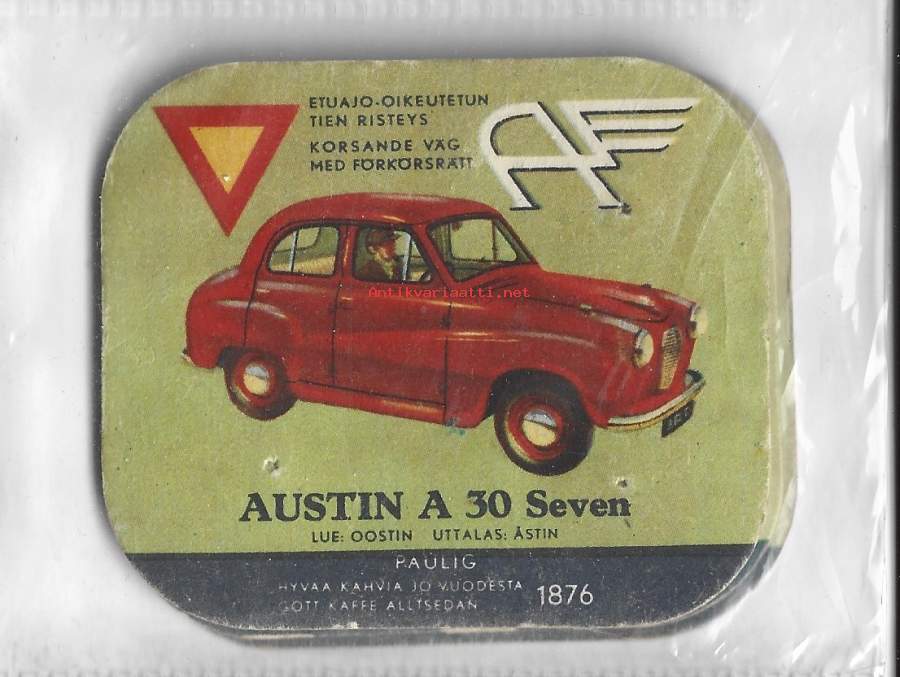 ETUAJO-OIKEUTETUN
TIEN RISTEYS
KORSANDE VÄG
MED FÖRKÖRSRÄTT
Antikvariaatti.net
AUSTIN A 30 Seven
LUE: OOSTIN UTTALAS: ÅSTIN
PAULIG
HYVÄÄ KAHVIA JO VUODESTA
GOTT KAFFE ALLTSEDAN 1876